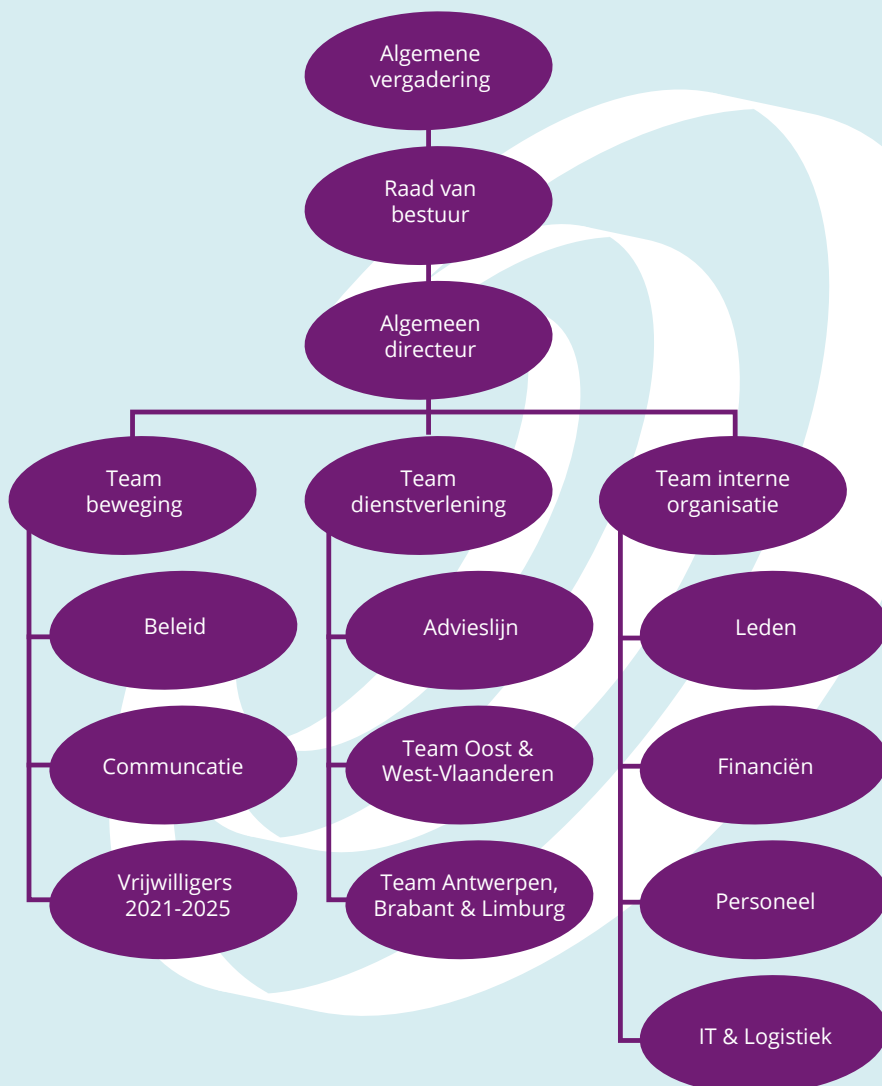 Algemene
vergadering
Raad van
bestuur
Algemeen
directeur
Team
beweging
Beleid
Communcatie
Vrijwilligers
2021-2025
Team
dienstverlening
Advieslijn
Team Oost &
West-Vlaanderen
Team Antwerpen,
Brabant & Limburg
Team interne
organisatie
Leden
Financiën
Personeel
IT & Logistiek